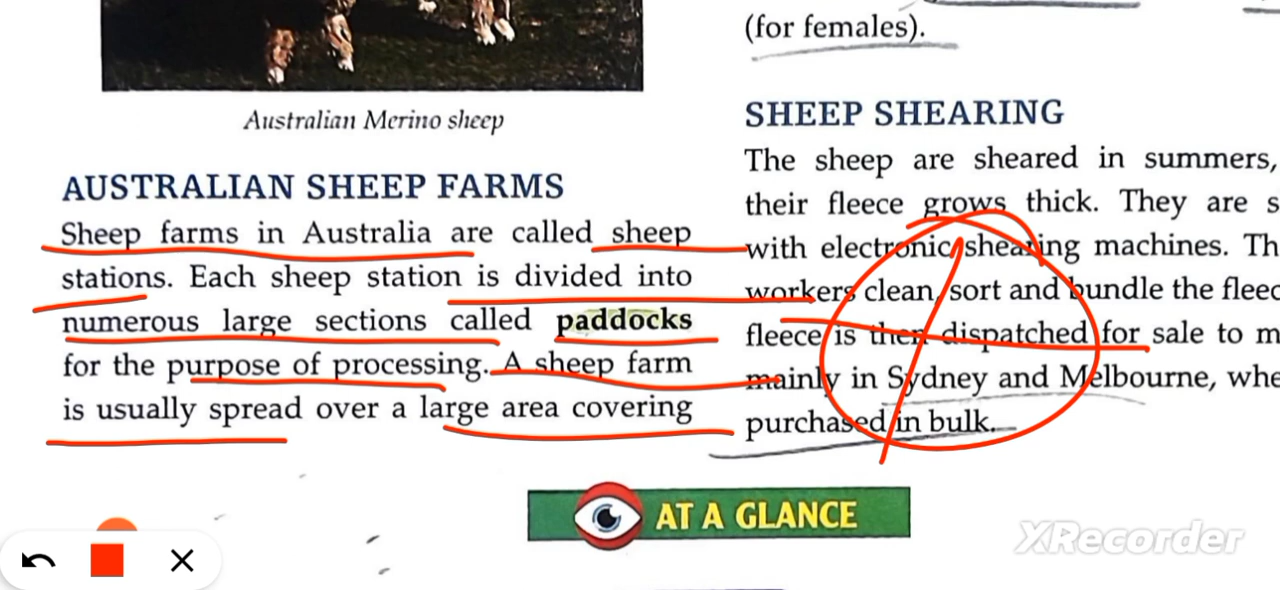 Australian Merino sheep
AUSTRALIAN SHEEP FARMS
Sheep farms in Australia are called sheep
stations. Each sheep station is divided into
numerous large sections called paddocks
for the purpose of processing. A sheep farm
is usually spread over a large area covering
(for females).
SHEEP SHEARING
The sheep are sheared in summers,
their fleece grows thick. They are s
with electronic shearing machines. Th
workers clean, sort and bundle the fleec
fleece is then dispatched for sale to m
mainly in Sydney and Melbourne, whe
purchased in bulk.
AT A GLANCE
XRecorder